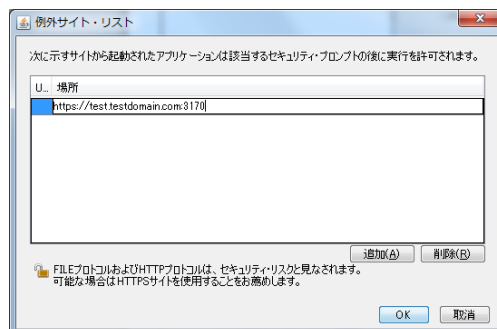 例外サイト・リスト
次に示すサイトから起動されたアプリケーションは該当するセキュリティ・プロンプトの後に実行を許可されます。
U... 場所
https://test.testdomain.com:3170
追加(A) 削除(R)
FILEプロトコルおよびHTTPプロトコルは、セキュリティ・リスクと見なされます。
可能な場合はHTTPSサイトを使用することをお薦めします。
OK 取消